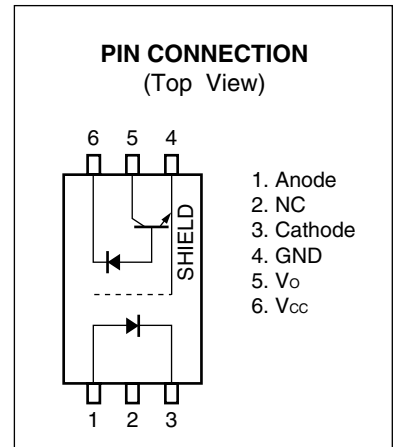 PIN CONNECTION
(Top View)
6 5 4
SHIELD
1 2 3
1. Anode
2. NC
3. Cathode
4. GND
5. Vo
6. Vcc